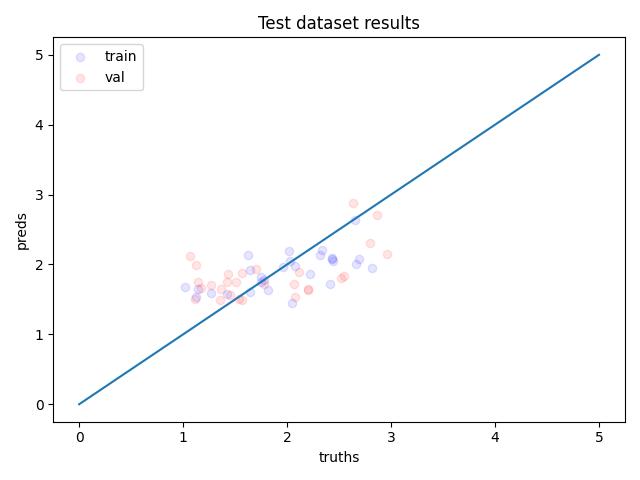 Test dataset results
train
val
5
4
3
2
1
0
preds
0 1 2 3 4 5
truths